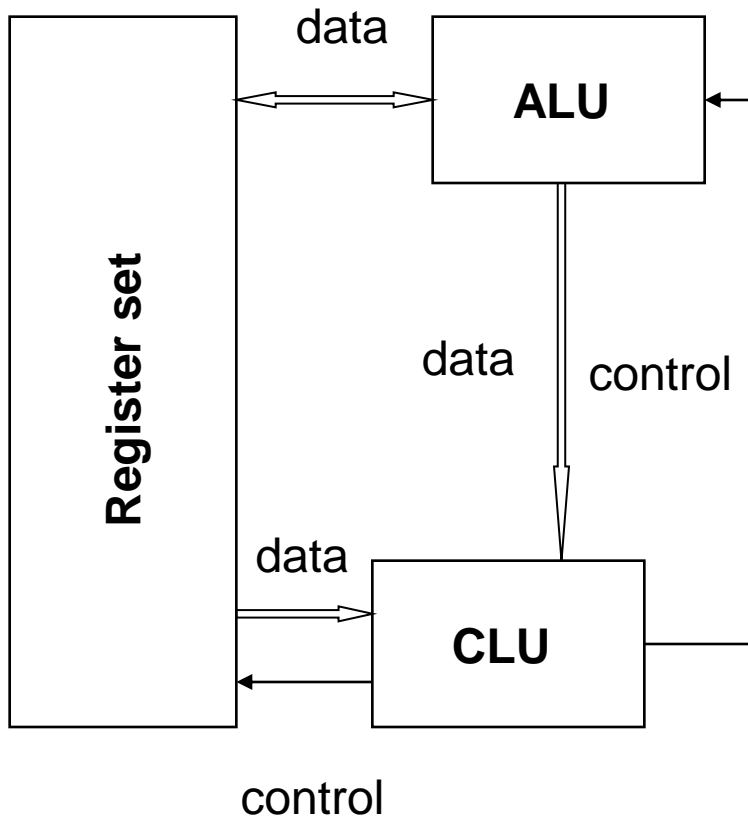 data
ALU
Register set
data
control
data
CLU
control